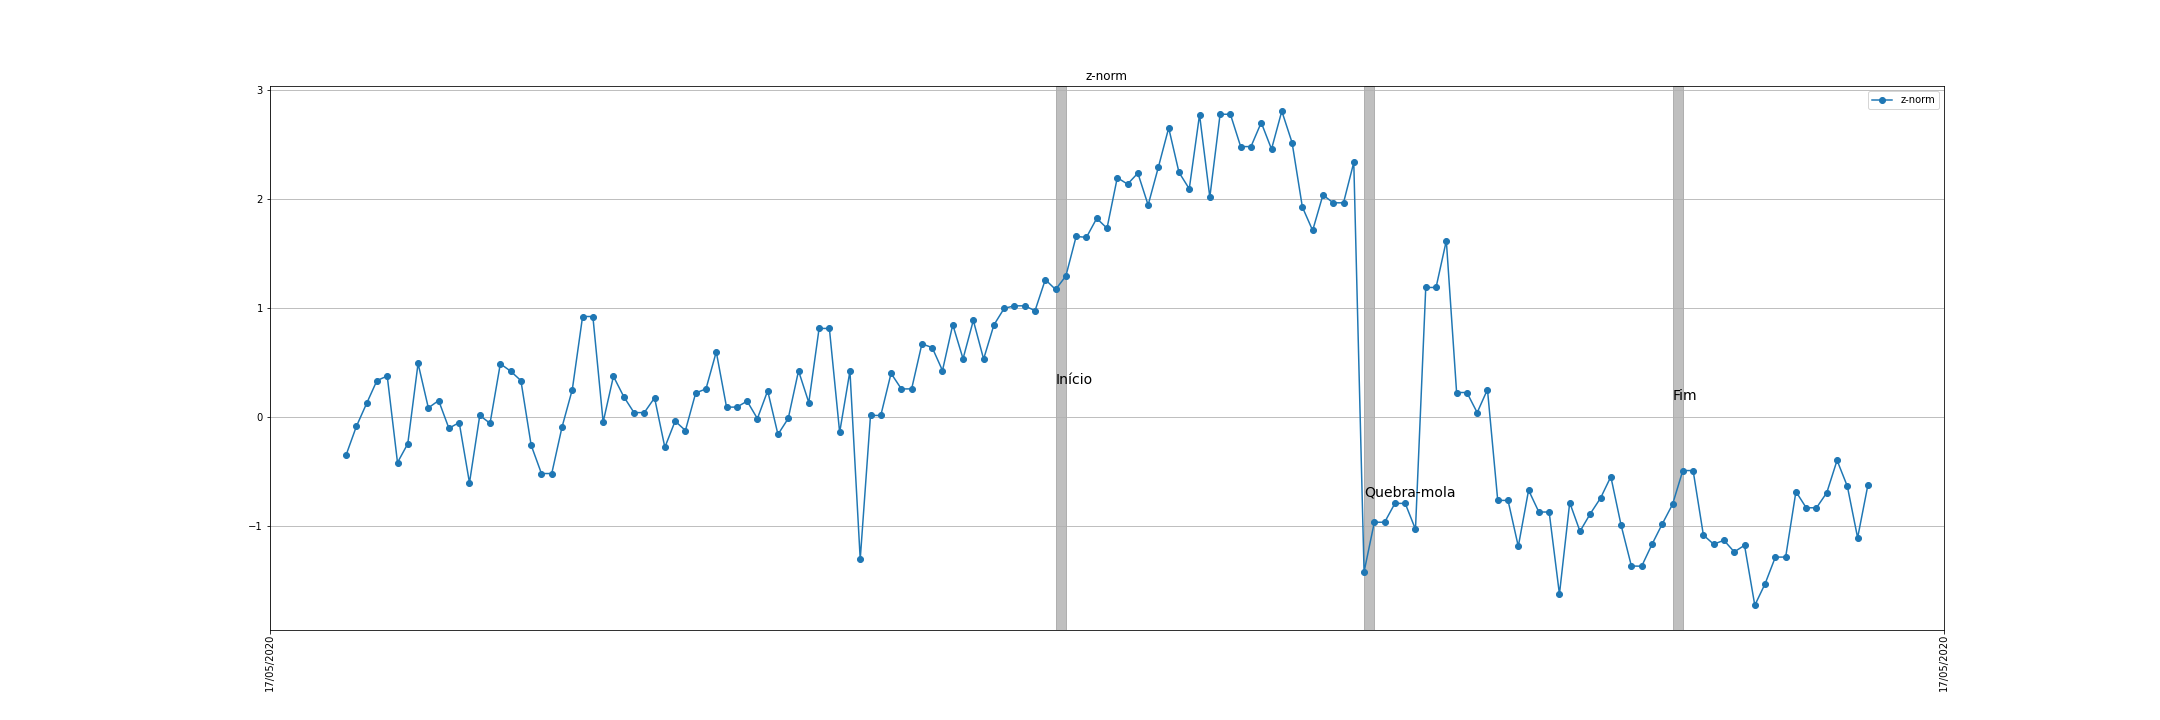 z-norm
3
z-norm
2
1
Início
Fim
0
Quebra-mola
−1
17/05/2020
17/05/2020